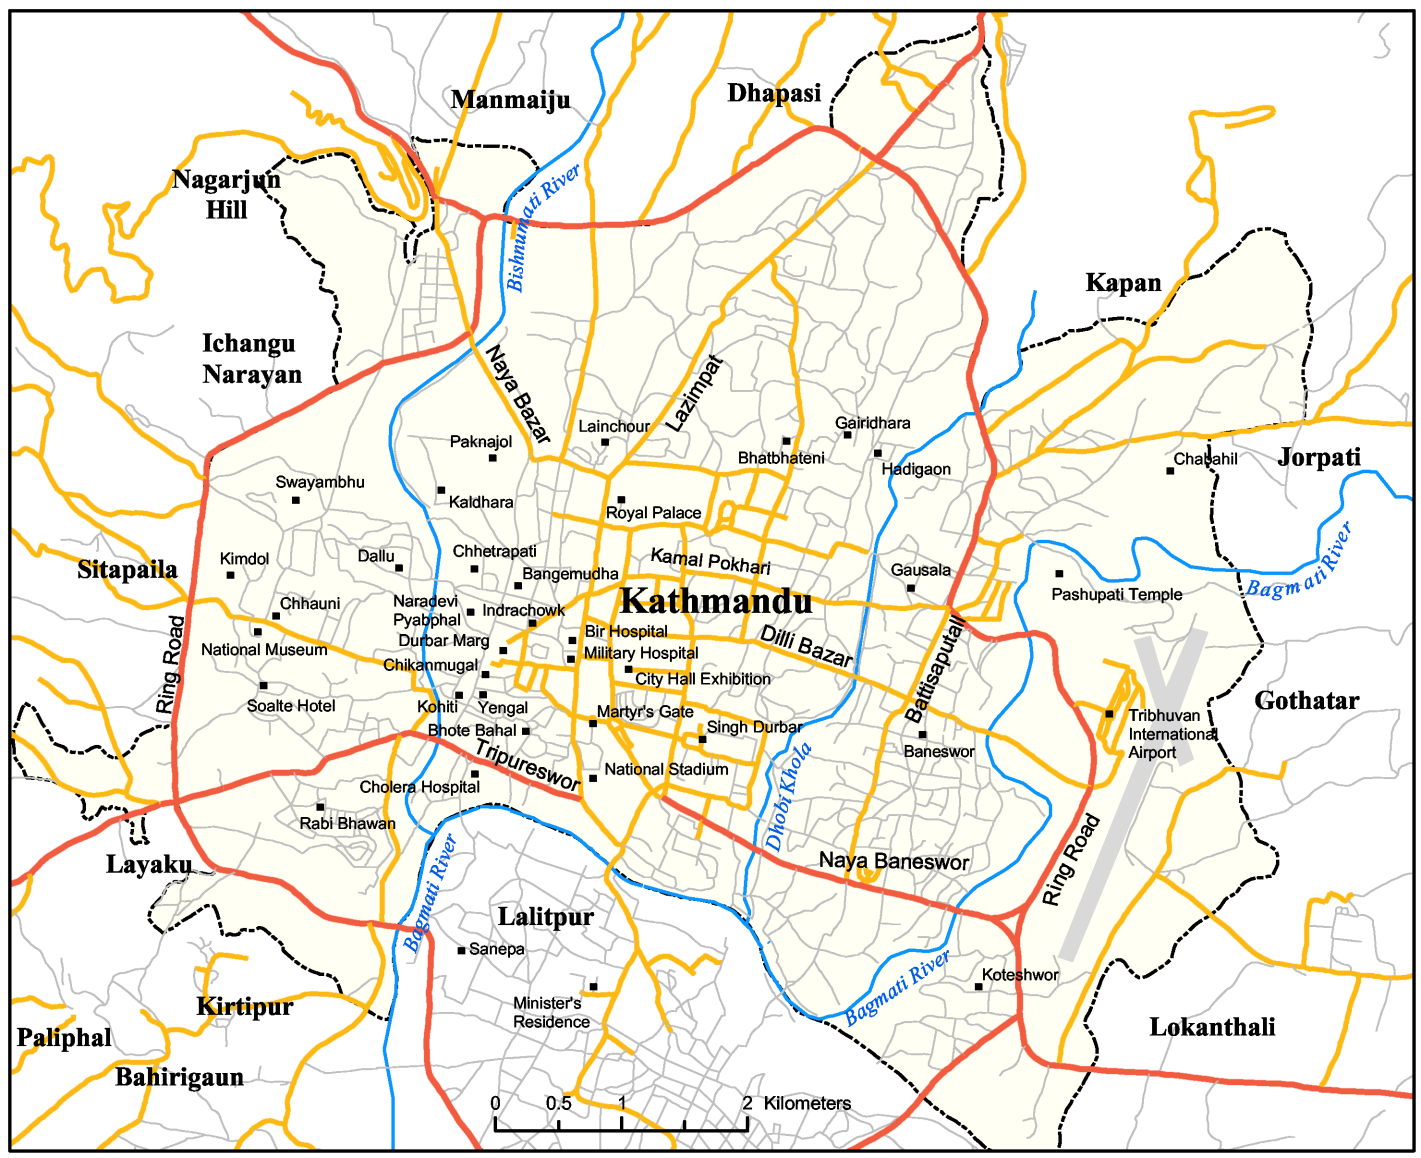 Manmaiju
Dhapasi
Nagarjun
Hill
Bishnumati River
Kapan
Ichangu
Narayan
Naya Bazar
Lazimpat
Lainchour
Gairidhara
Paknajol
Bhatbhateni
Hadigaon
Chabahil
Jorpati
Swayambhu
Kaldhara
Royal Palace
Sitapaila
Kimdol
Dallu
Chhetrapati
Kamal Pokhari
Gausala
Bagmati River
Bangemudha
Pashupati Temple
Chhauni
Naradevi
Pyabphal
Indrachowk
Kathmandu
National Museum
Durbar Marg
Bir Hospital
Dilli Bazar
Military Hospital
Chikanmugal
City Hall Exhibition
Battisaputali
Ring Road
Soalte Hotel
Kohiti
Yengal
Martyr's Gate
Gothatar
Bhote Bahal
Singh Durbar
Tribhuvan
International
Airport
Baneswor
Tripureswor
National Stadium
Cholera Hospital
Dhobi Khola
Rabi Bhawan
Layaku
Bagmati River
Naya Baneswor
Ring Road
Lalitpur
Sanepa
Koteshwor
Bagmati River
Minister's
Residence
Kirtipur
Lokanthali
Paliphal
Bahirigaun
0 0.5 1 2 Kilometers